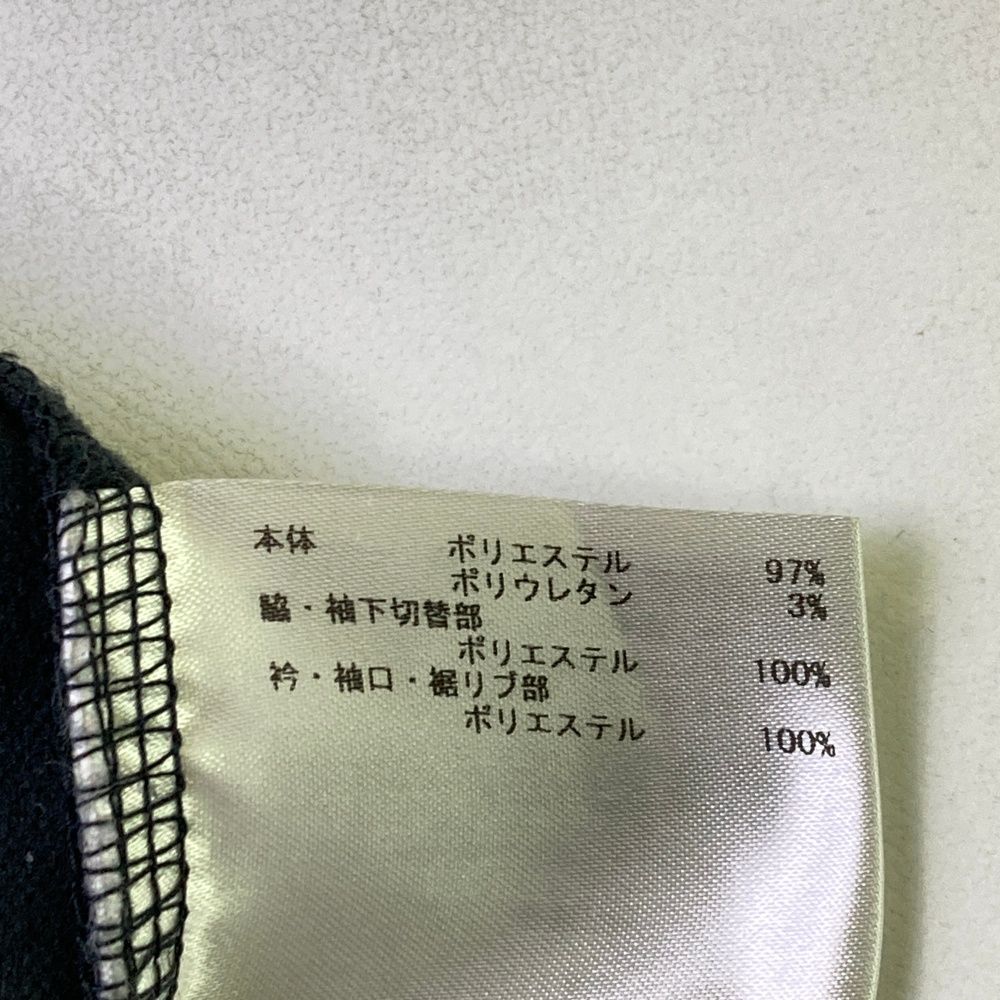 本体 ポリエステル 97%
ポリウレタン 3%
脇・袖下切替部
ポリエステル 100%
衿・袖口・裾リブ部
ポリエステル 100%